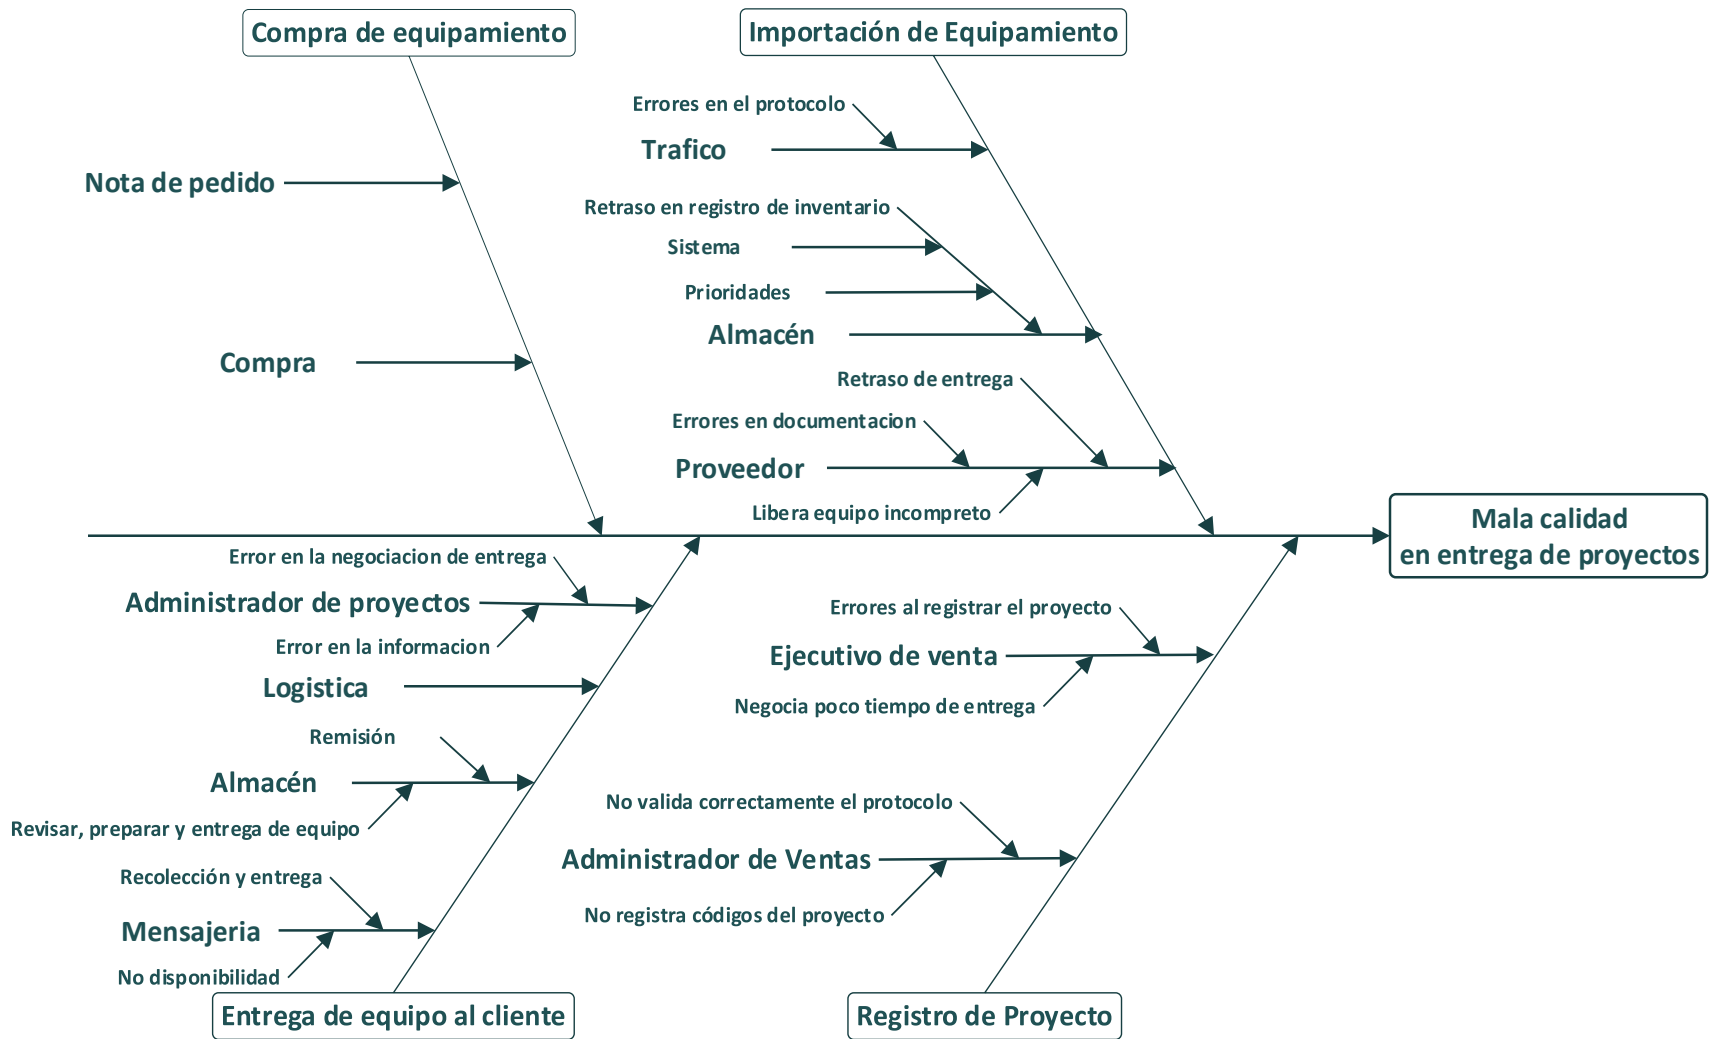 Compra de equipamiento
Importación de Equipamiento
Errores en el protocolo
Trafico
Nota de pedido
Retraso en registro de inventario
Sistema
Prioridades
Almacén
Compra
Retraso de entrega
Errores en documentacion
Proveedor
Libera equipo incompreto
Mala calidad
en entrega de proyectos
Error en la negociacion de entrega
Administrador de proyectos
Error en la informacion
Logistica
Remisión
Almacén
Revisar, preparar y entrega de equipo
Recolección y entrega
Mensajeria
No disponibilidad
Entrega de equipo al cliente
Errores al registrar el proyecto
Ejecutivo de venta
Negocia poco tiempo de entrega
No valida correctamente el protocolo
Administrador de Ventas
No registra códigos del proyecto
Registro de Proyecto